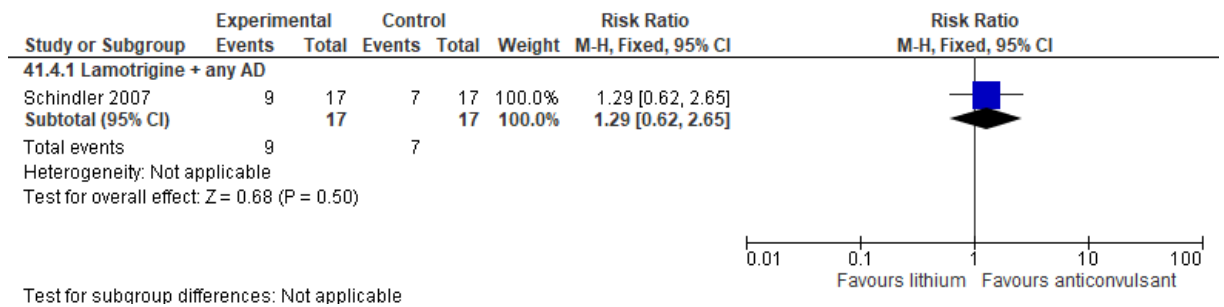 Experimental Control Risk Ratio Risk Ratio
Study or Subgroup Events Total Events Total Weight M-H, Fixed, 95% CI M-H, Fixed, 95% CI
41.4.1 Lamotrigine + any AD
Schindler 2007 9 17 7 17 100.0% 1.29 [0.62, 2.65]
Subtotal (95% CI) 17 17 100.0% 1.29 [0.62, 2.65]
Total events 9 7
Heterogeneity: Not applicable
Test for overall effect: Z = 0.68 (P = 0.50)
0.01 0.1 1 10 100
Favours lithium Favours anticonvulsant
Test for subgroup differences: Not applicable